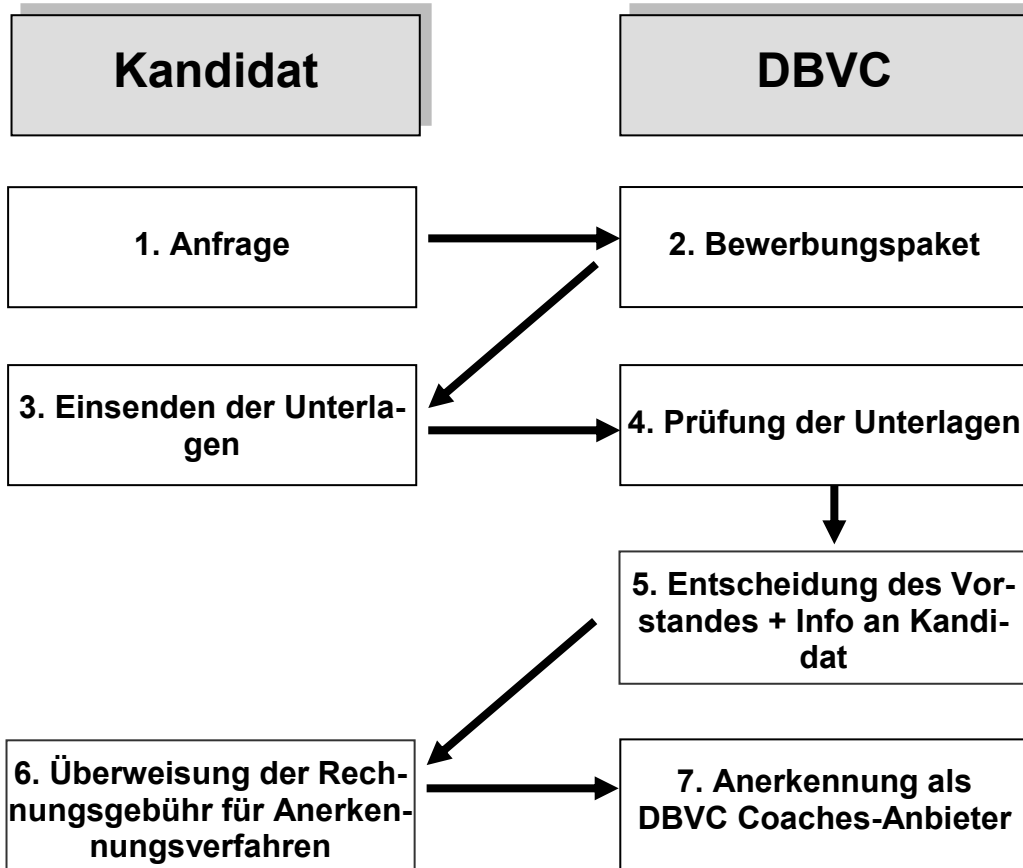 Kandidat
DBVC
1. Anfrage
2. Bewerbungspaket
3. Einsenden der Unterla-
gen
4. Prüfung der Unterlagen
5. Entscheidung des Vor-
standes + Info an Kandi-
dat
6. Überweisung der Rech-
nungsgebühr für Anerken-
nungsverfahren
7. Anerkennung als
DBVC Coaches-Anbieter